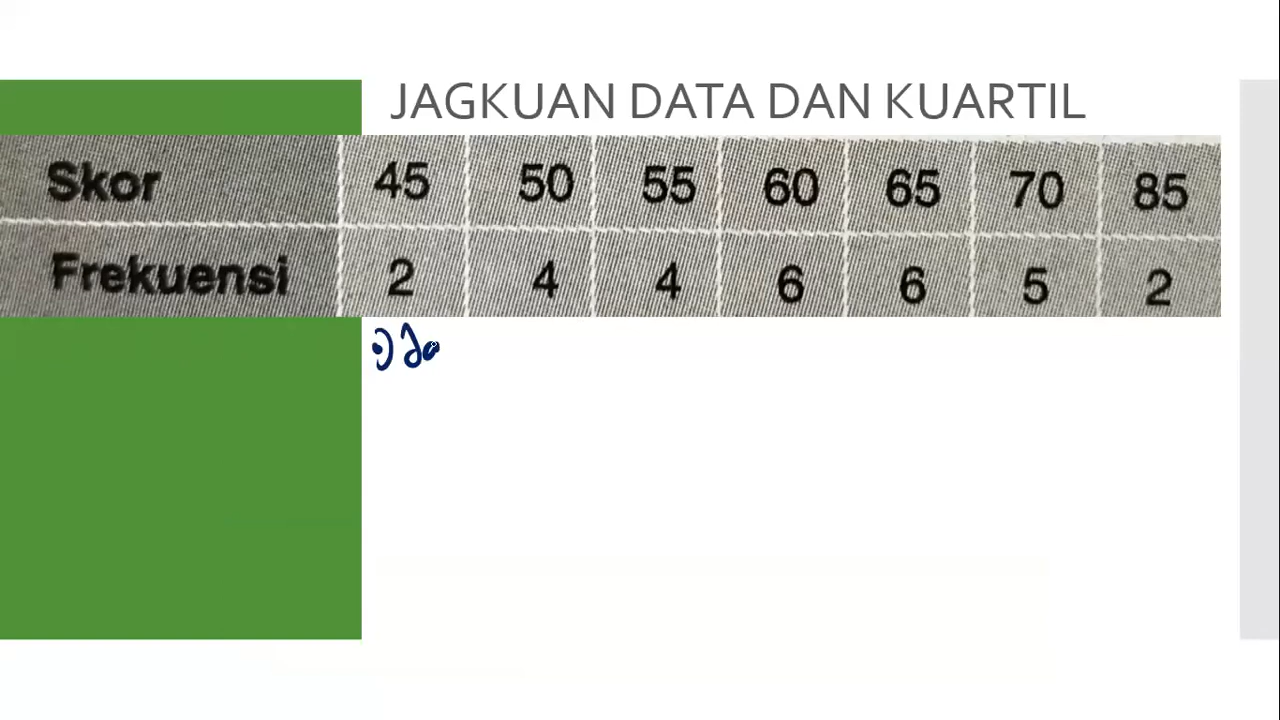 JAGKUAN DATA DAN KUARTIL
Skor 45 50 55 60 65 70 85
Frekuensi 2 4 4 6 6 5 2
•) Ja